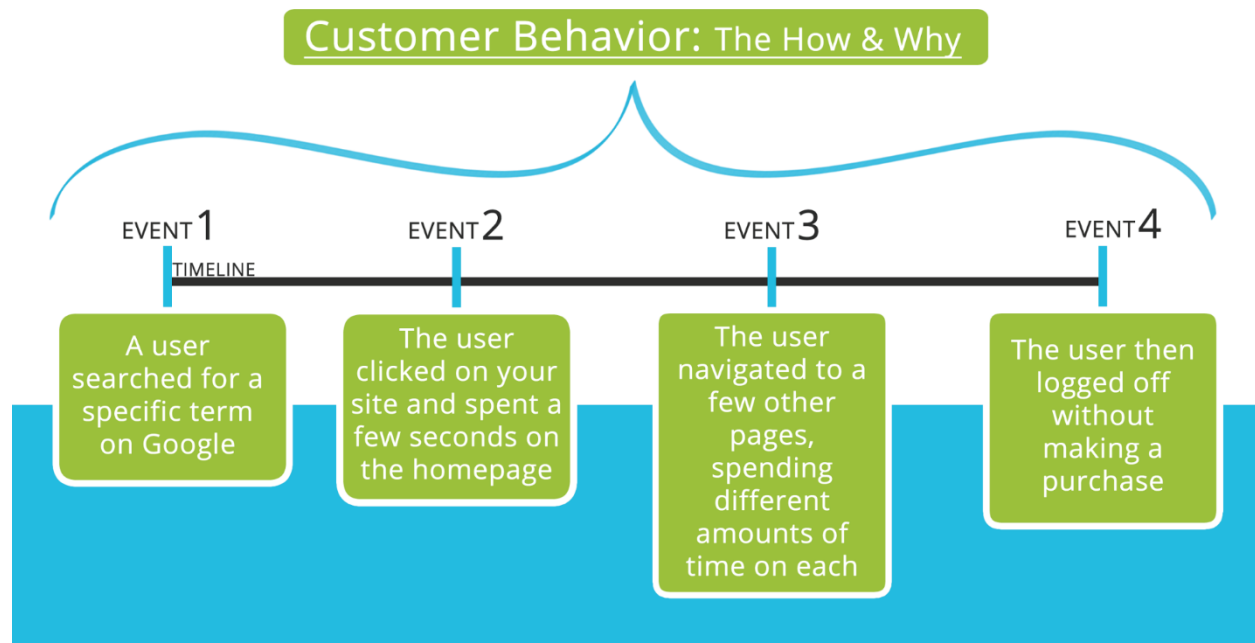 Customer Behavior: The How & Why
EVENT 1
EVENT 2
EVENT 3
EVENT 4
TIMELINE
A user
searched for a
specific term
on Google
The user
clicked on your
site and spent a
few seconds on
the homepage
The user
navigated to a
few other
pages,
spending
different
amounts of
time on each
The user then
logged off
without
making a
purchase